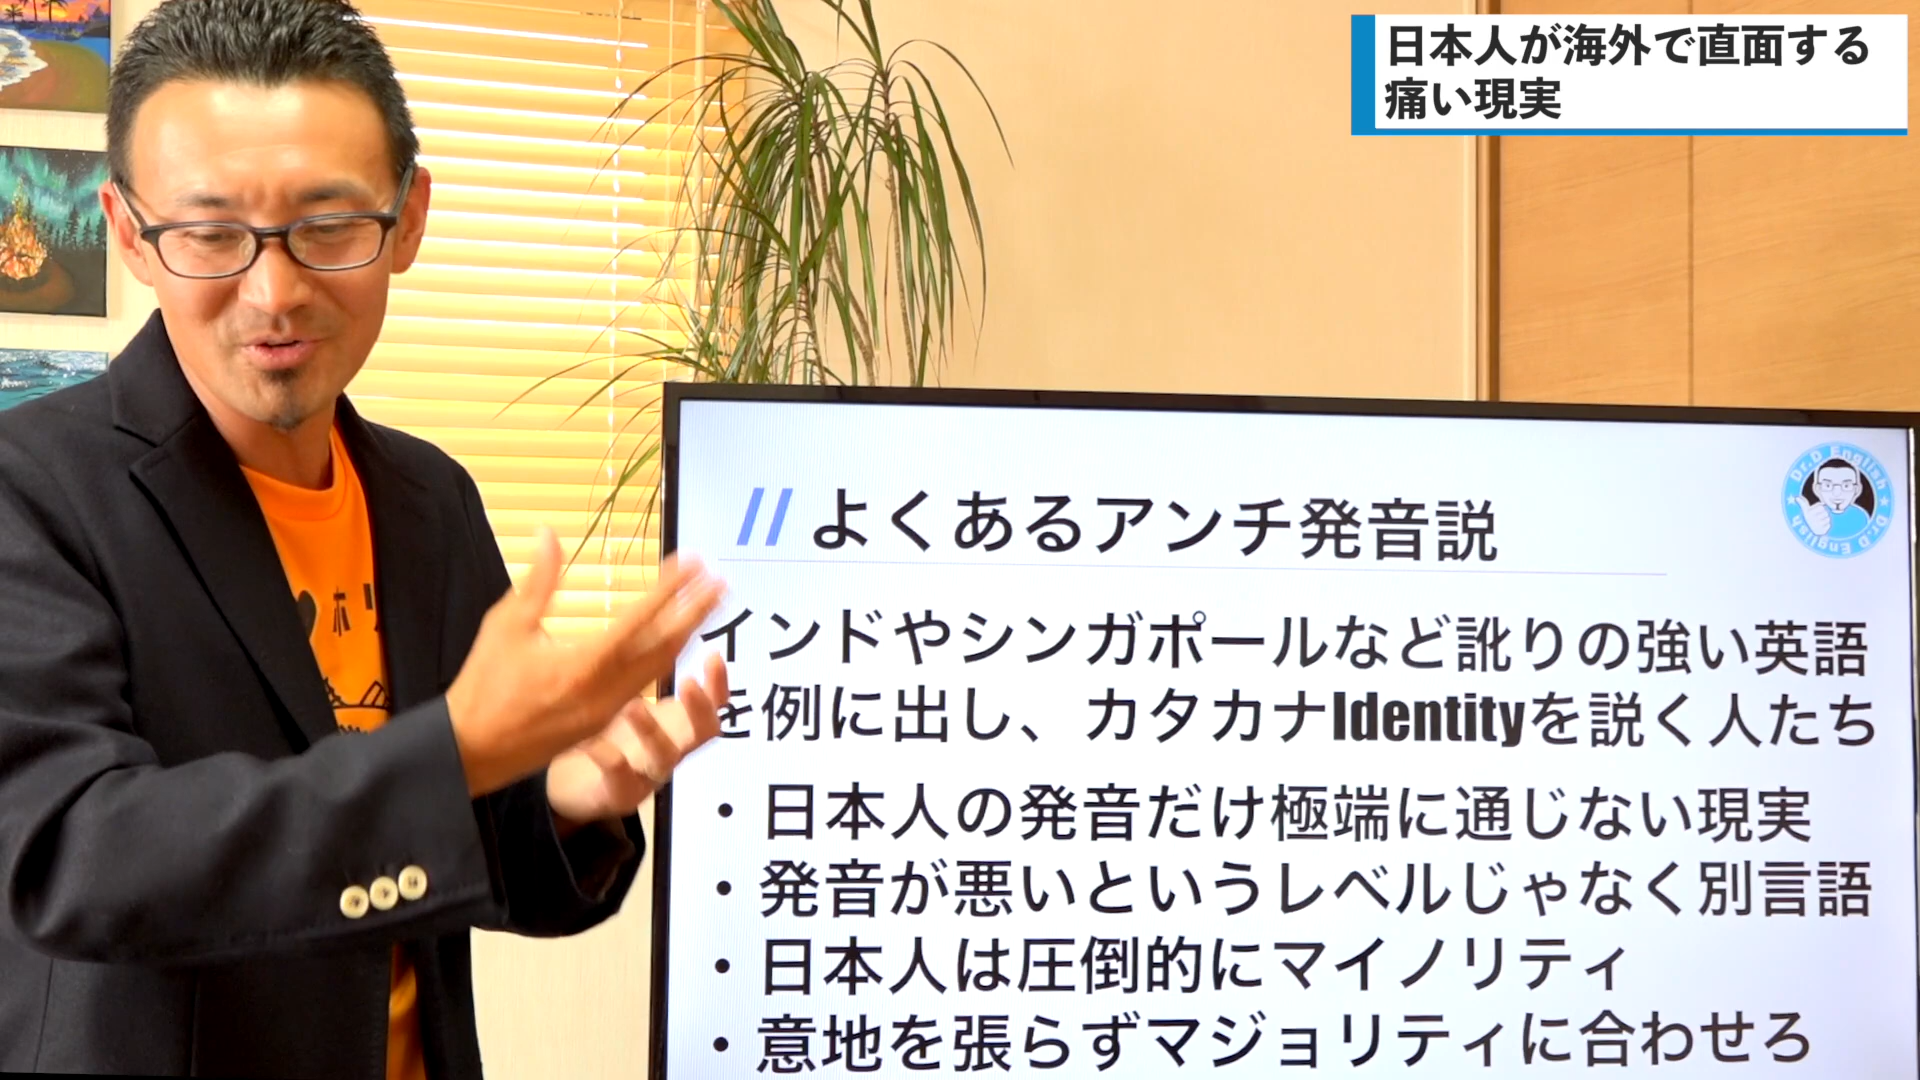 日本人が海外で直面する
痛い現実
// よくあるアンチ発音説
インドやシンガポールなど訛りの強い英語
を例に出し、カタカナIdentityを説く人たち
・日本人の発音だけ極端に通じない現実
・発音が悪いというレベルじゃなく別言語
・日本人は圧倒的にマイノリティ
・意地を張らずマジョリティに合わせろ
Dr.D English
Dr.D English